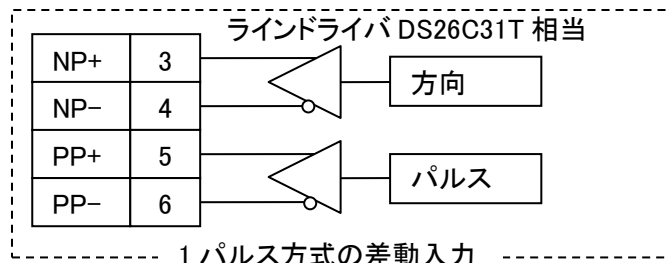 ラインドライバ DS26C31T 相当
NP+ 3
NP- 4
方向
PP+ 5
PP- 6
パルス
1 パルス方式の差動入力